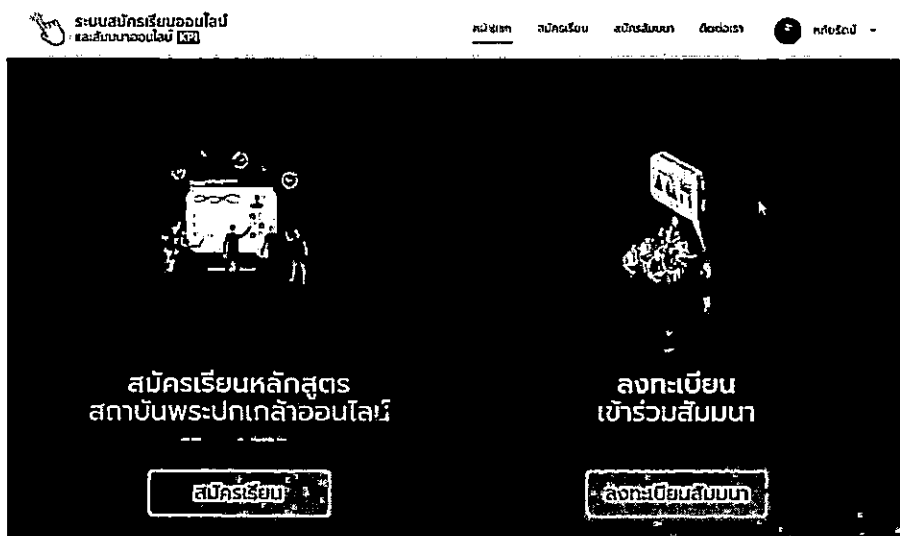 ระบบสมัครเรียนออนไลน์
และสัมมนาออนไลน์ KPI
หน้าแรก สมัครเรียน สมัครสัมมนา ติดต่อเรา หทัยรัตน์
สมัครเรียนหลักสูตร
สถาบันพระปกเกล้าออนไลน์
ลงทะเบียน
เข้าร่วมสัมมนา
สมัครเรียน
ลงทะเบียนสัมมนา